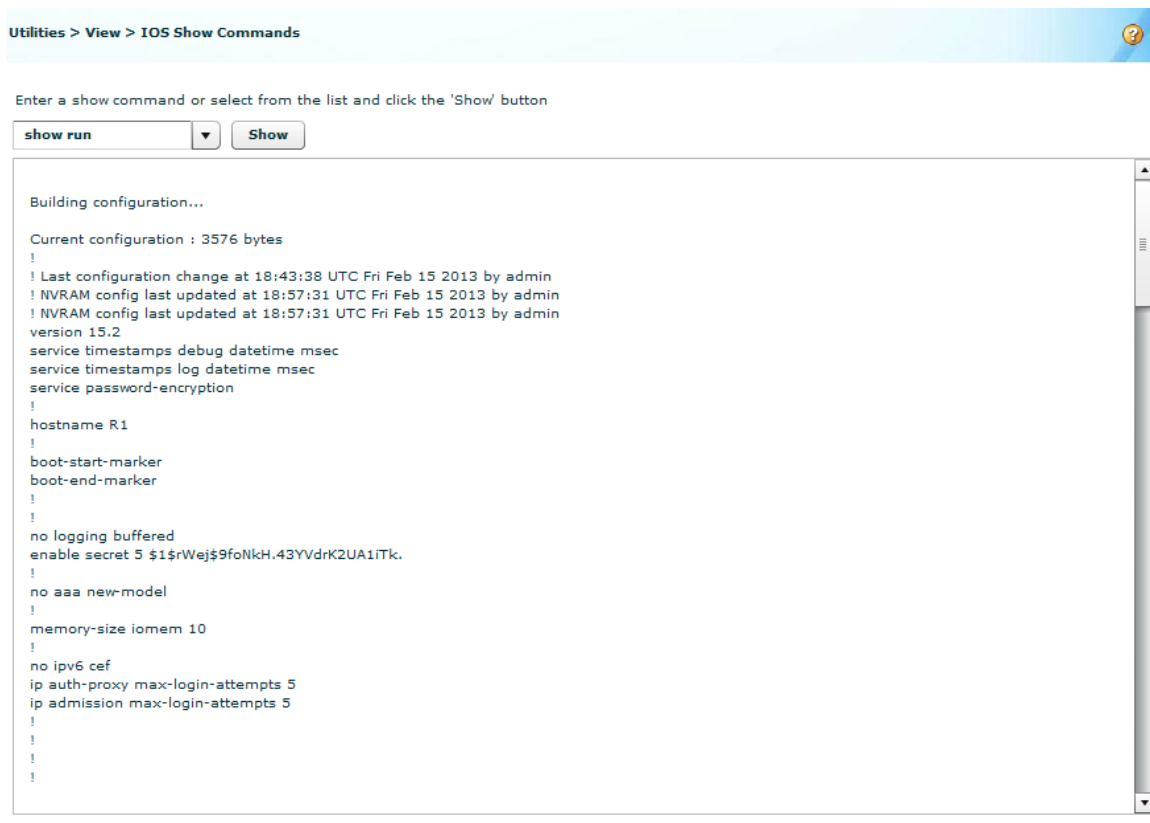 Utilities > View > IOS Show Commands
Enter a show command or select from the list and click the 'Show' button
show run
Show
Building configuration...
Current configuration : 3576 bytes
!
! Last configuration change at 18:43:38 UTC Fri Feb 15 2013 by admin
! NVRAM config last updated at 18:57:31 UTC Fri Feb 15 2013 by admin
! NVRAM config last updated at 18:57:31 UTC Fri Feb 15 2013 by admin
version 15.2
service timestamps debug datetime msec
service timestamps log datetime msec
service password-encryption
!
hostname R1
!
boot-start-marker
boot-end-marker
!
!
no logging buffered
enable secret 5 $1$rWej$9foNkH.43YVdrK2UA1iTk.
!
no aaa new-model
!
memory-size iomem 10
!
no ipv6 cef
ip auth-proxy max-login-attempts 5
ip admission max-login-attempts 5
!
!
!
!